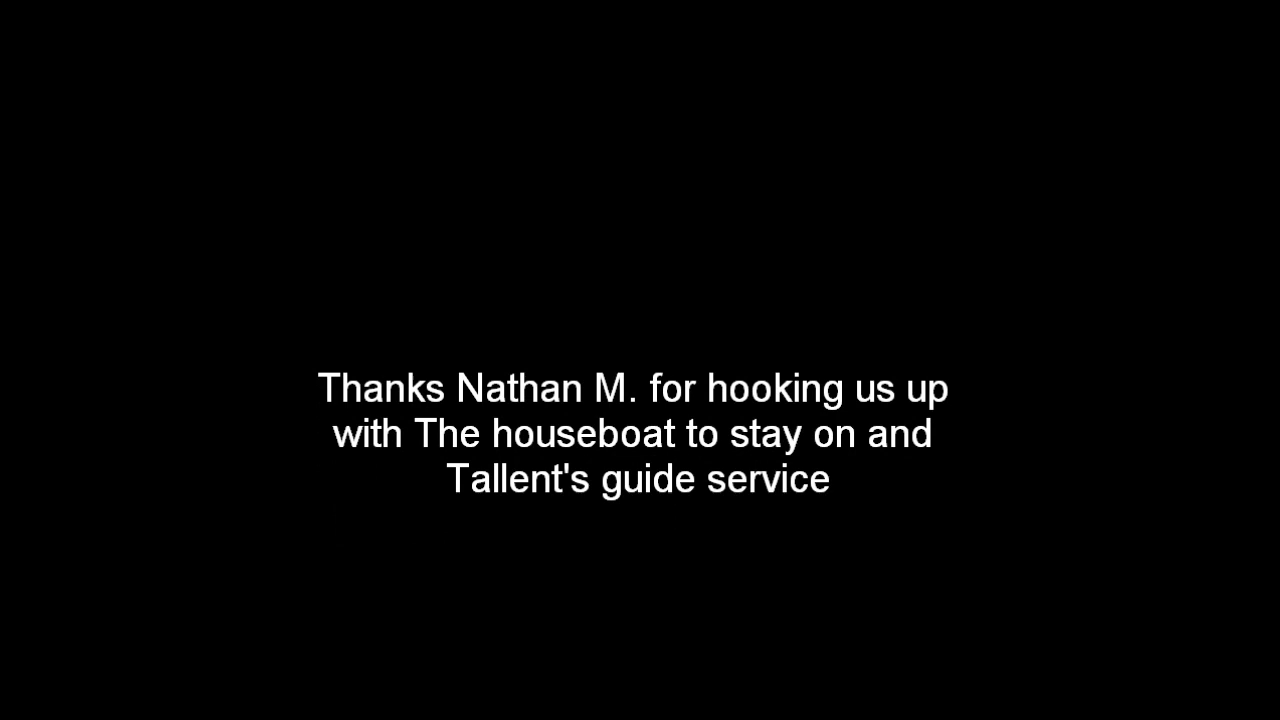 Thanks Nathan M. for hooking us up
with The houseboat to stay on and
Tallent's guide service